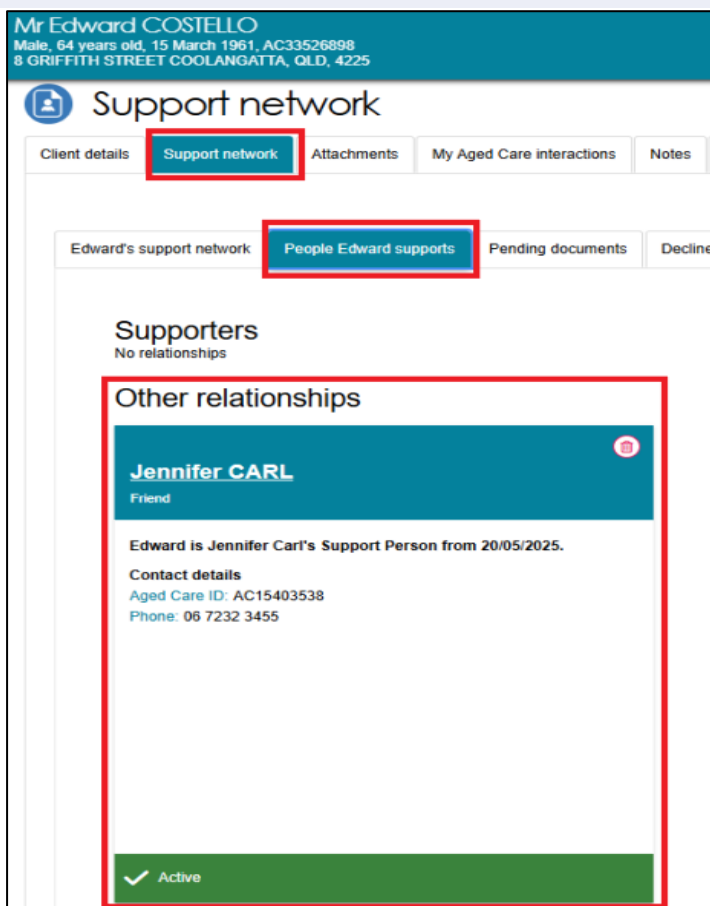 Mr Edward COSTELLO
Male, 64 years old, 15 March 1961, AC33526898
8 GRIFFITH STREET COOLANGATTA, QLD, 4225
Support network
Client details Support network Attachments My Aged Care interactions Notes
Edward's support network People Edward supports Pending documents Decline
Supporters
No relationships
Other relationships
Jennifer CARL
Friend
Edward is Jennifer Carl's Support Person from 20/05/2025.
Contact details
Aged Care ID: AC15403538
Phone: 06 7232 3455
Active